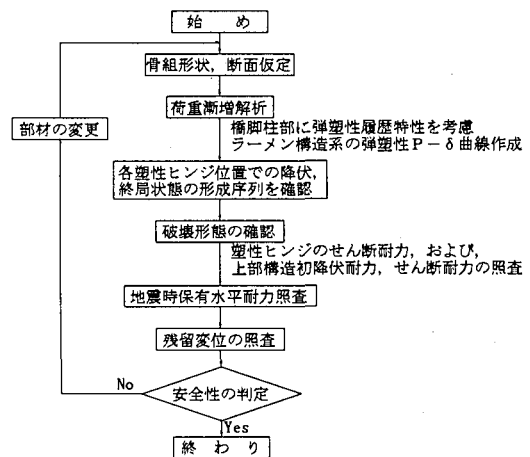 始　め
骨組形状，断面仮定
荷重漸増解析
橋脚柱部に弾塑性履歴特性を考慮
ラーメン構造系の弾塑性Ｐ－δ曲線作成
部材の変更
各塑性ヒンジ位置での降伏，
終局状態の形成序列を確認
破壊形態の確認
塑性ヒンジのせん断耐力，および，
上部構造初降伏耐力，せん断耐力の照査
地震時保有水平耐力照査
残留変位の照査
No
安全性の判定
Yes
終わり